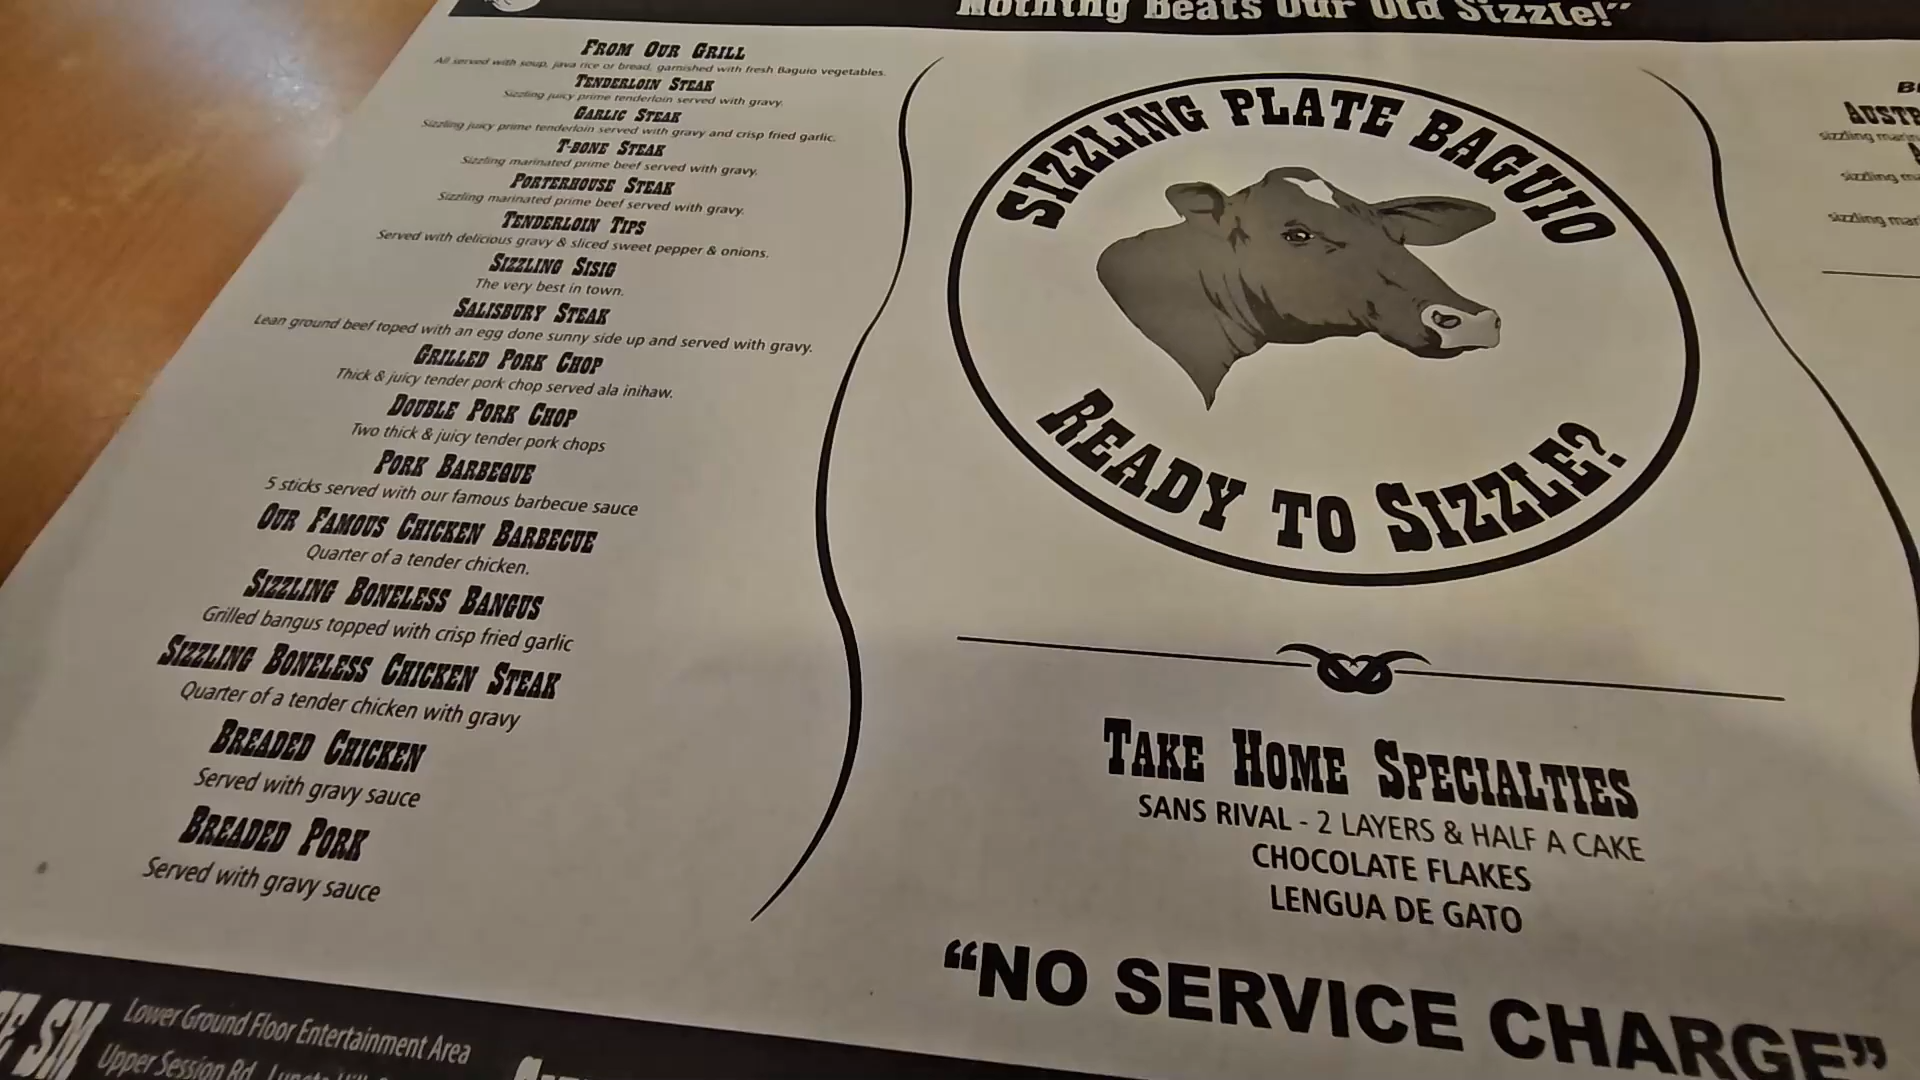 Nothing Beats Our Old Sizzle!”
FROM OUR GRILL
All served with soup, java rice or bread, garnished with fresh Baguio vegetables.
TENDERLOIN STEAK
Sizzling juicy prime tenderloin served with gravy.
GARLIC STEAK
Sizzling juicy prime tenderloin served with gravy and crisp fried garlic.
T-BONE STEAK
Sizzling marinated prime beef served with gravy.
PORTERHOUSE STEAK
Sizzling marinated prime beef served with gravy.
TENDERLOIN TIPS
Served with delicious gravy & sliced sweet pepper & onions.
SIZZLING SISIG
The very best in town.
SALISBURY STEAK
Lean ground beef toped with an egg done sunny side up and served with gravy.
GRILLED PORK CHOP
Thick & juicy tender pork chop served ala inihaw.
DOUBLE PORK CHOP
Two thick & juicy tender pork chops
PORK BARBEQUE
5 sticks served with our famous barbecue sauce
OUR FAMOUS CHICKEN BARBECUE
Quarter of a tender chicken.
SIZZLING BONELESS BANGUS
Grilled bangus topped with crisp fried garlic
SIZZLING BONELESS CHICKEN STEAK
Quarter of a tender chicken with gravy
BREADED CHICKEN
Served with gravy sauce
BREADED PORK
Served with gravy sauce
SIZZLING PLATE BAGUIO
READY TO SIZZLE?
TAKE HOME SPECIALTIES
SANS RIVAL - 2 LAYERS & HALF A CAKE
CHOCOLATE FLAKES
LENGUA DE GATO
“NO SERVICE CHARGE”
sizzling
sizzling
sizzling
SM
Lower Ground Floor Entertainment Area
Upper Session Rd.